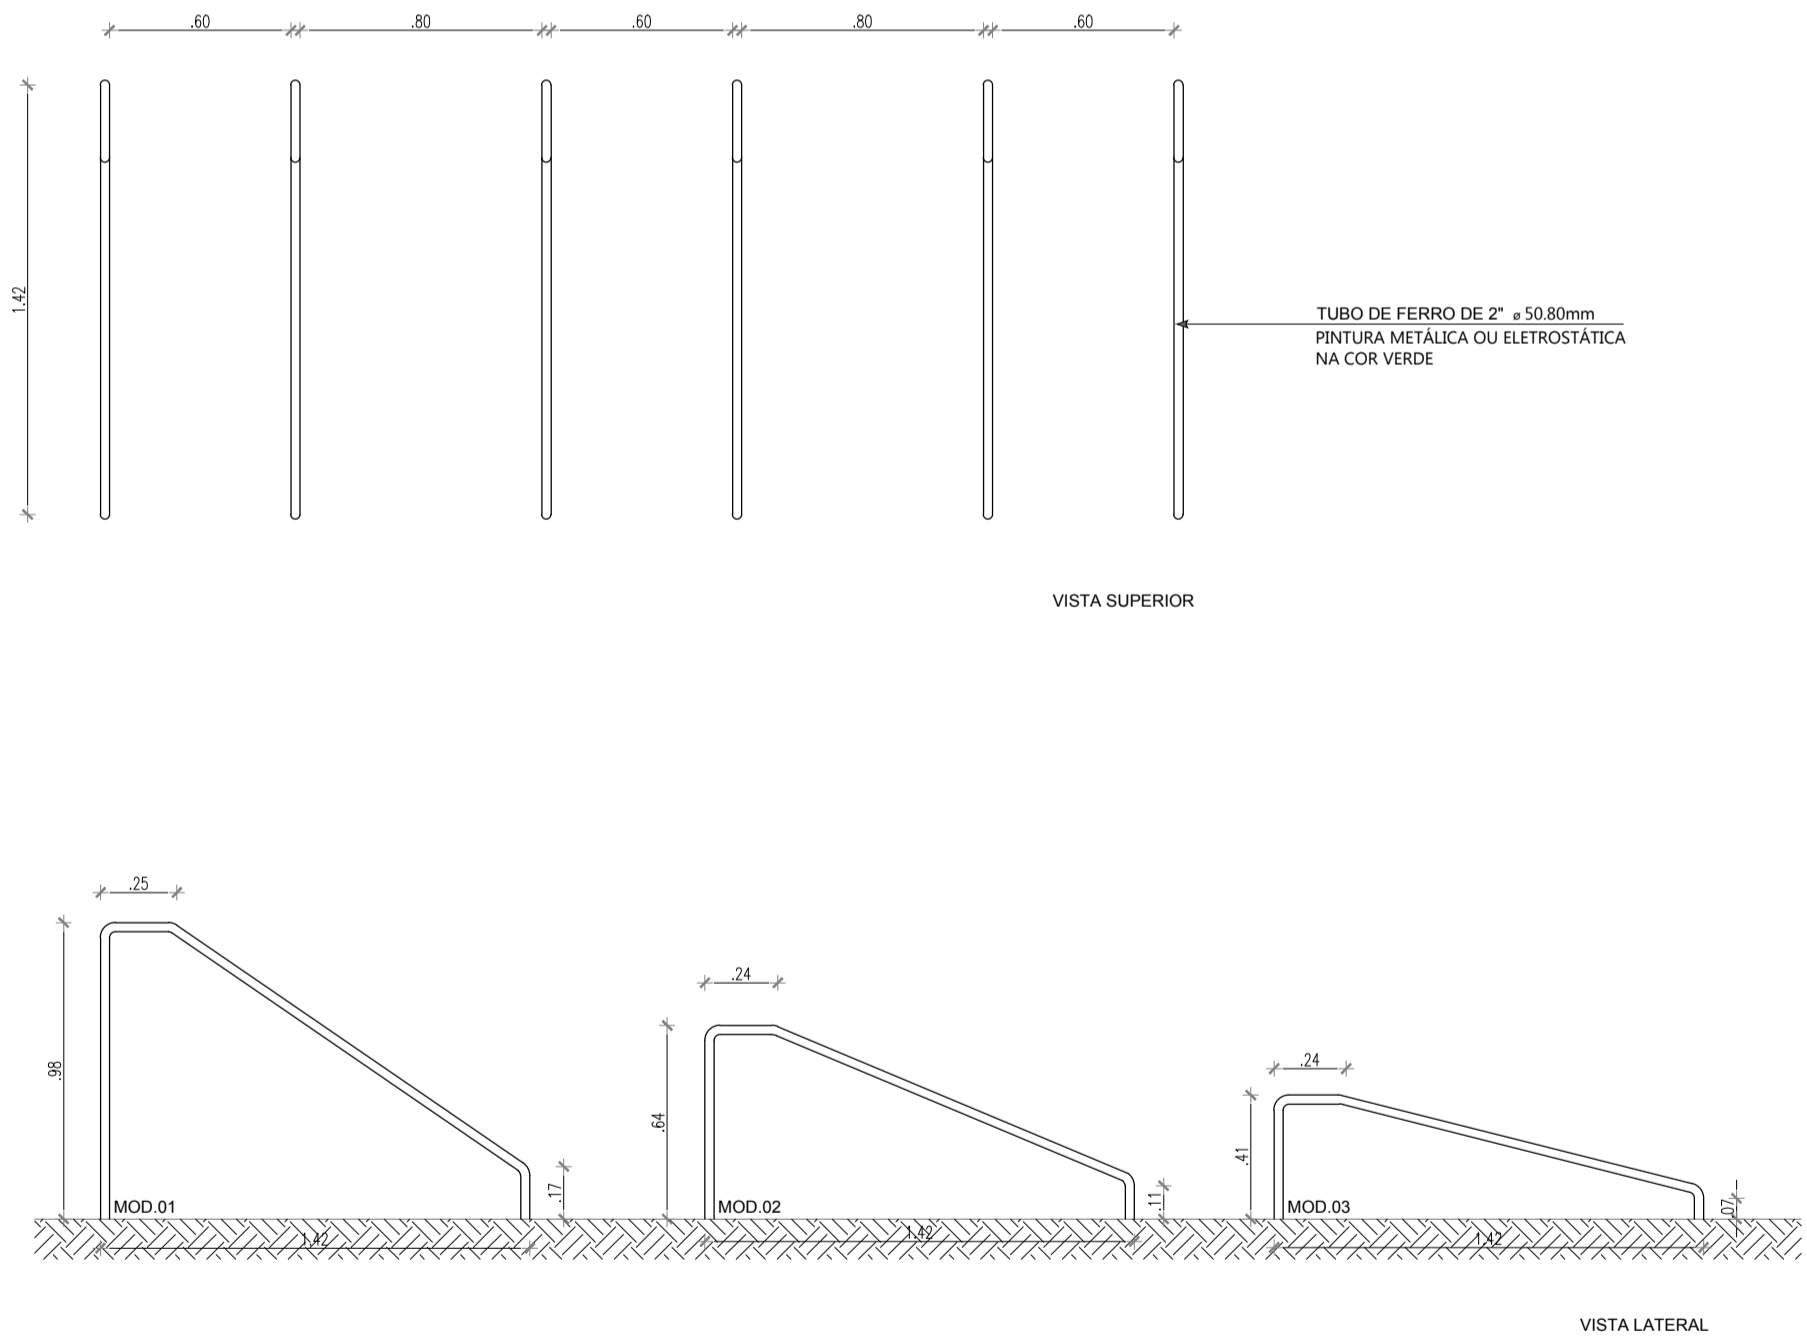 .60 .80 .60 .80 .60
1.42
TUBO DE FERRO DE 2" ø 50.80mm
PINTURA METÁLICA OU ELETROSTÁTICA
NA COR VERDE
VISTA SUPERIOR
.25
.98
.17
MOD.01
1.42
.24
.64
.11
MOD.02
1.42
.24
.41
.07
MOD.03
1.42
VISTA LATERAL